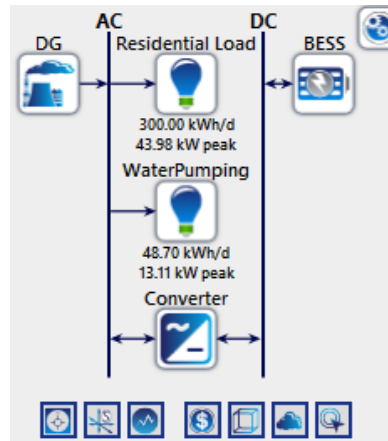 AC
DC
DG
Residential Load
BESS
300.00 kWh/d
43.98 kW peak
WaterPumping
48.70 kWh/d
13.11 kW peak
Converter